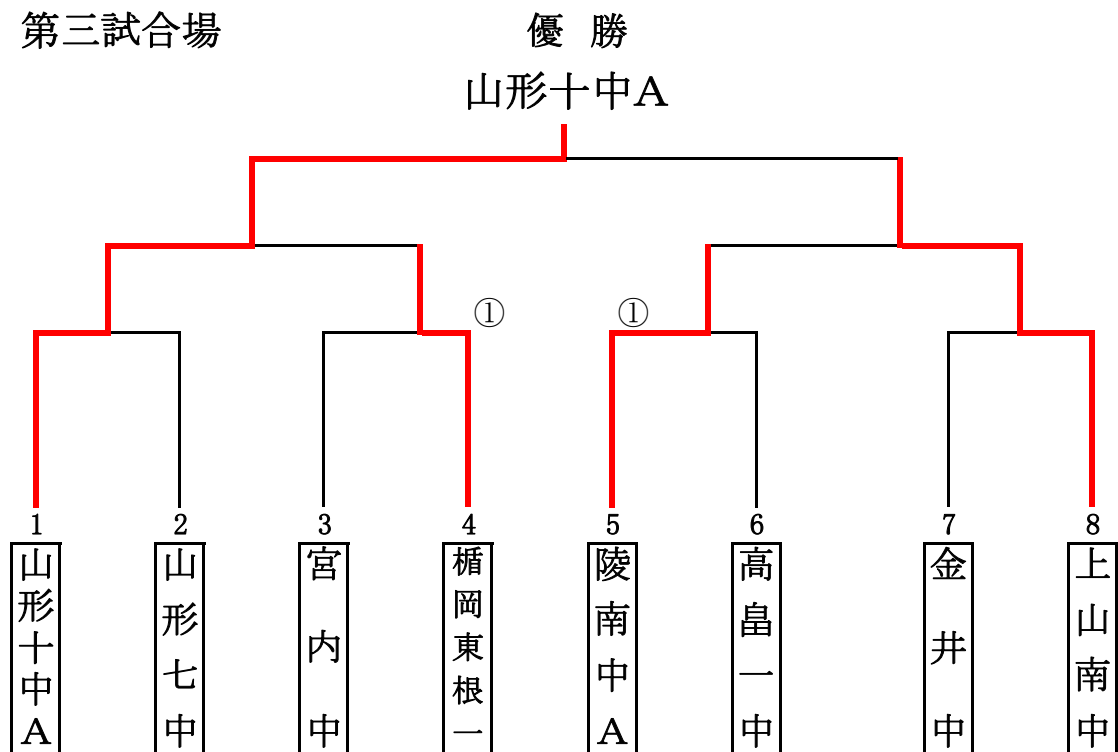 第三試合場
優 勝
山形十中A
①
①
1
2
3
4
5
6
7
8
山形十中A
山形七中
宮内中
楯岡東根一
陵南中A
高畠一中
金井中
上山南中